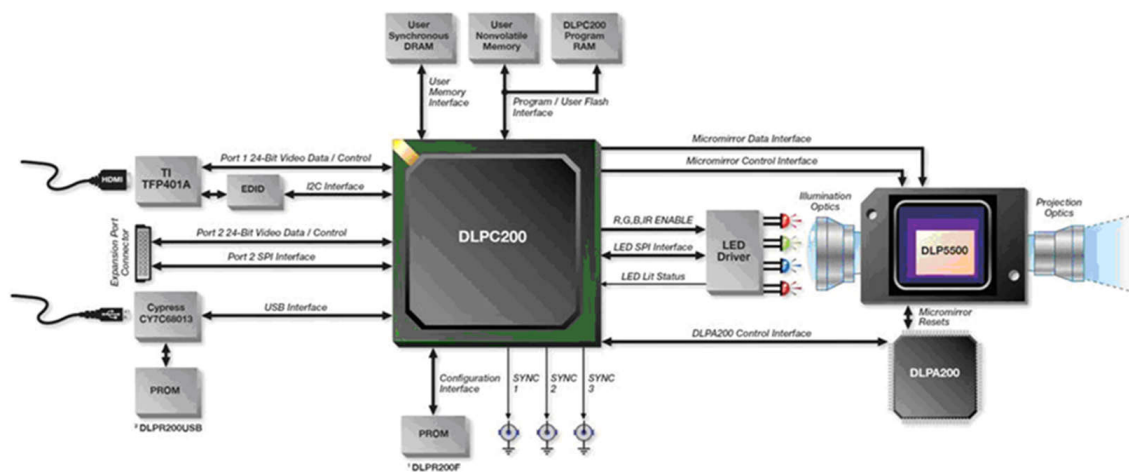 User
Synchronous
DRAM
User
Nonvolatile
Memory
DLPC200
Program
RAM
User
Memory
Interface
Program / User Flash
Interface
HDMI
TI
TFP401A
EDID
Port 1 24-Bit Video Data / Control
I2C Interface
Expansion Port
Connector
Port 2 24-Bit Video Data / Control
Port 2 SPI Interface
Cypress
CY7C68013
USB Interface
PROM
² DLPR200USB
DLPC200
Configuration
Interface
PROM
¹ DLPR200F
SYNC
1
SYNC
2
SYNC
3
Micromirror Data Interface
Micromirror Control Interface
R,G,B,IR ENABLE
LED SPI Interface
LED Lit Status
LED
Driver
Illumination
Optics
DLP5500
Projection
Optics
Micromirror
Resets
DLPA200 Control Interface
DLPA200